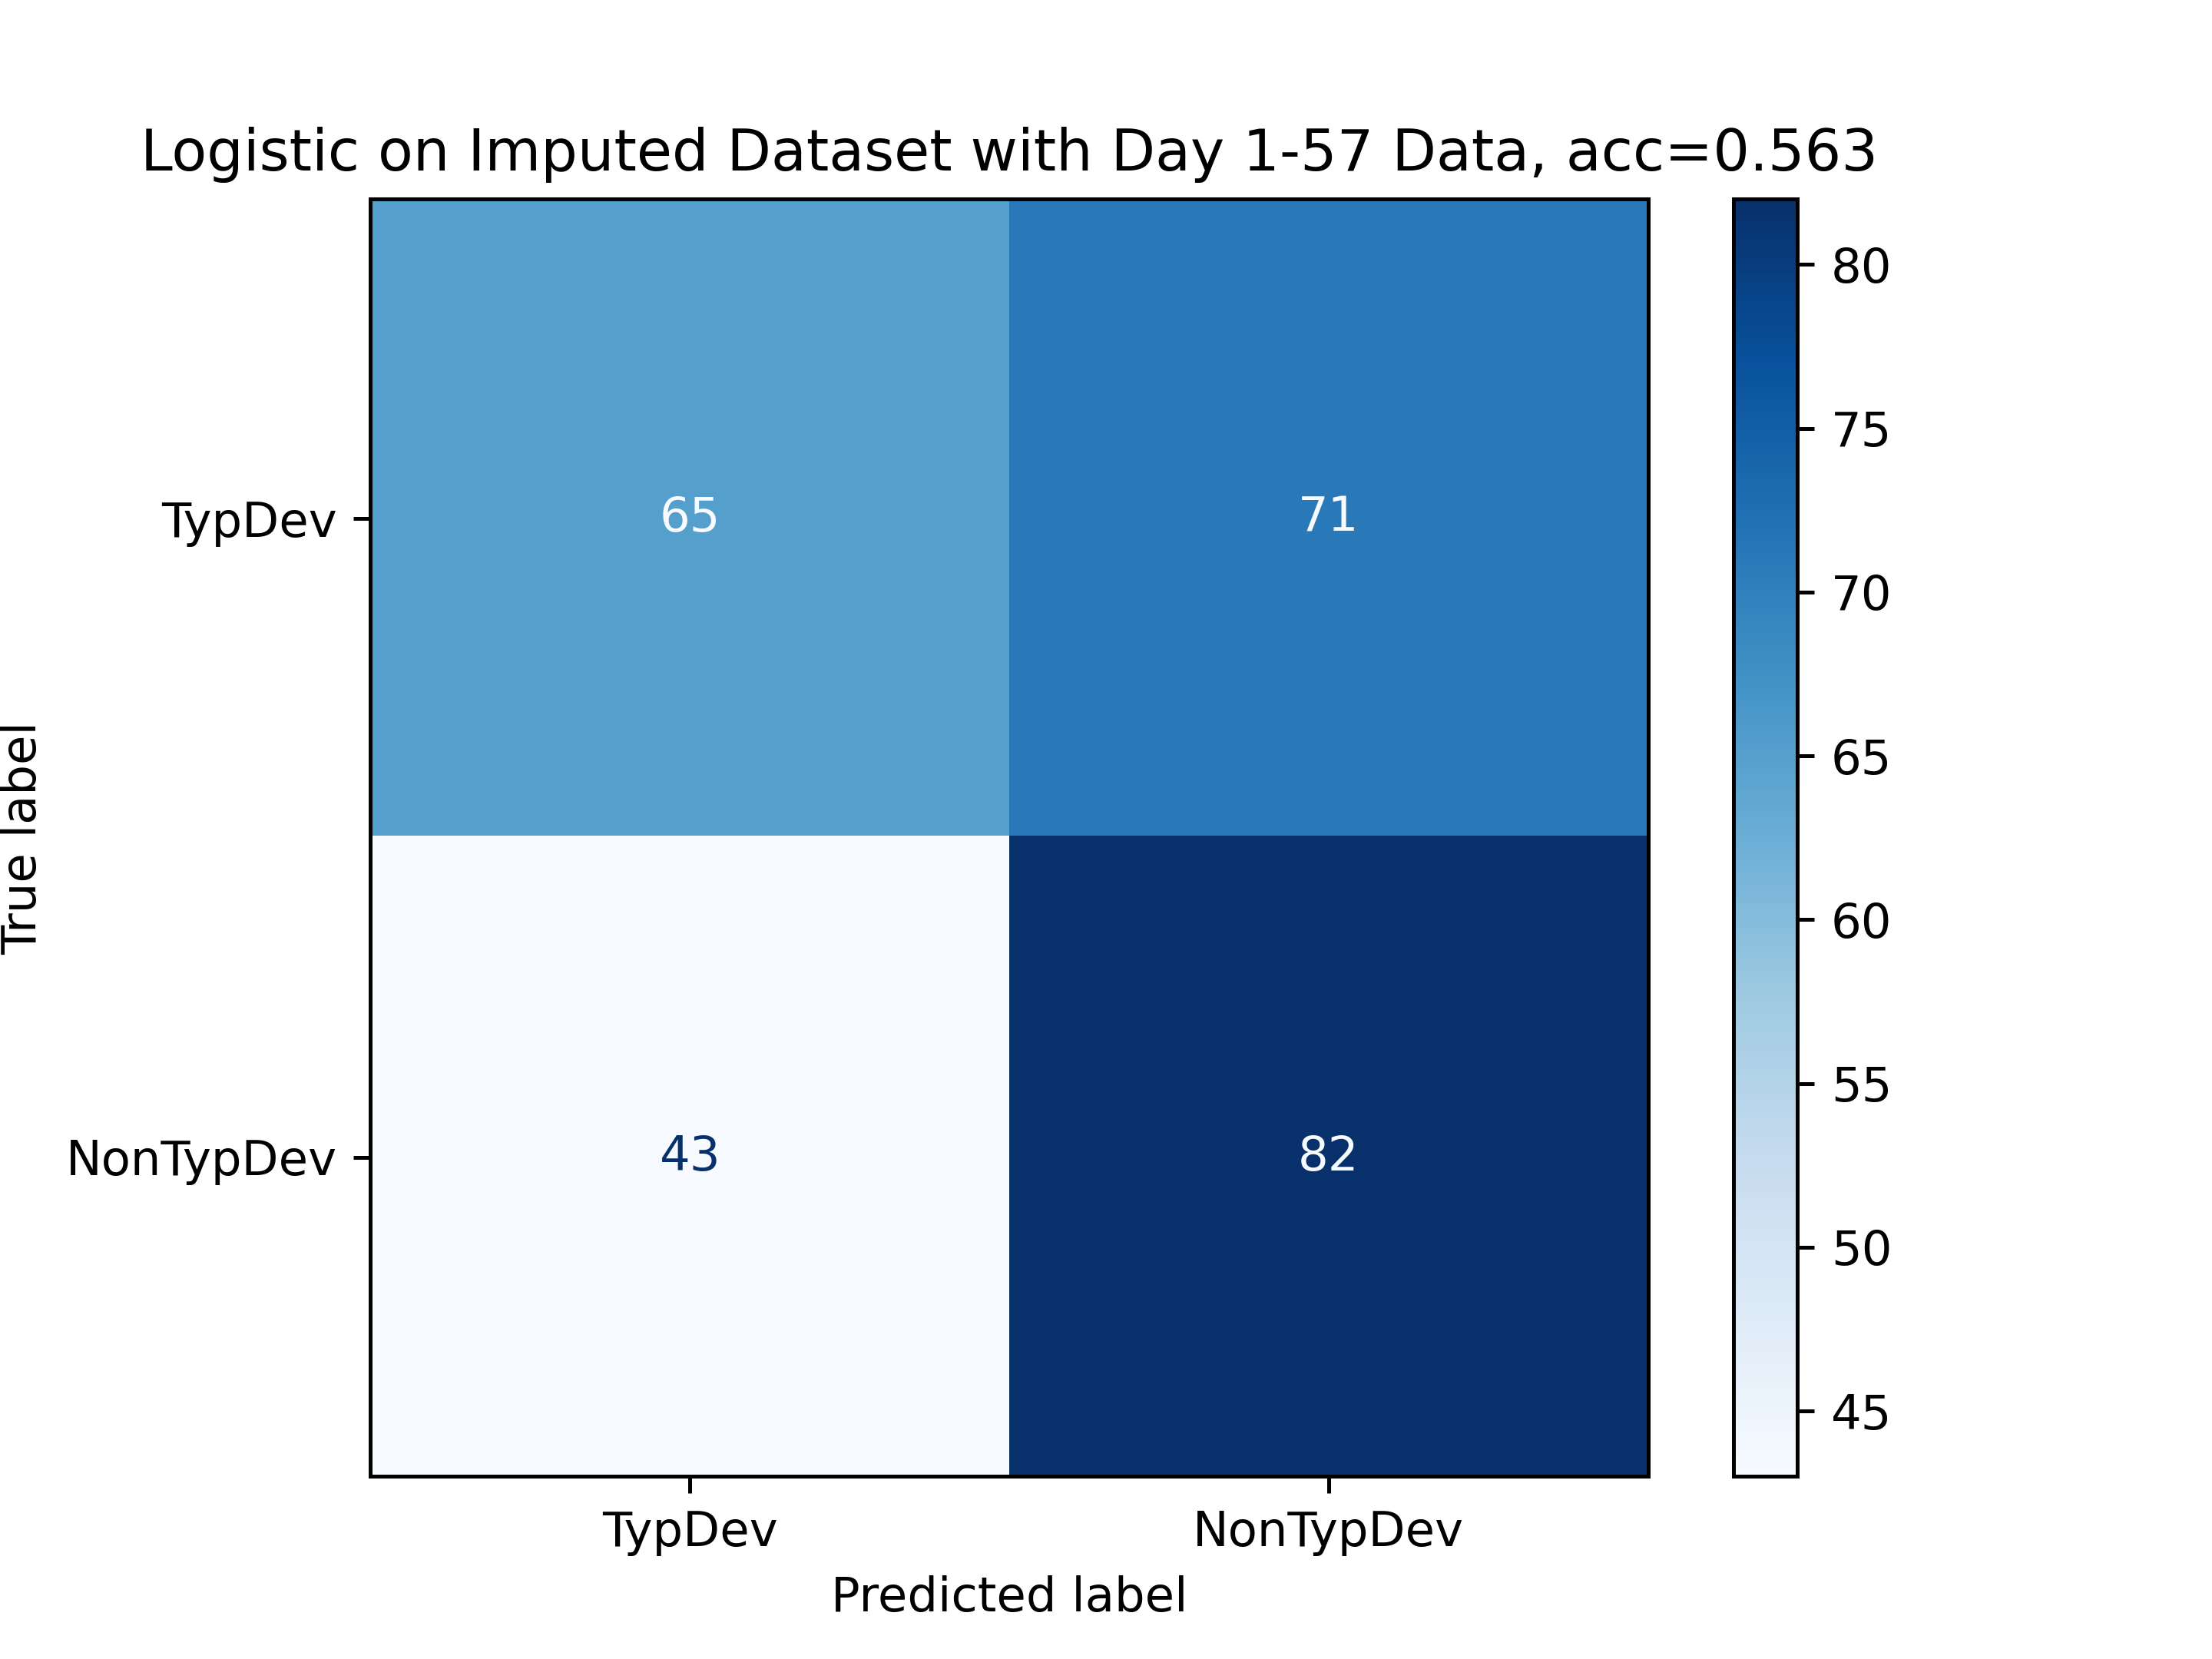 Logistic on Imputed Dataset with Day 1-57 Data, acc=0.563
True label
TypDev
65
71
NonTypDev
43
82
TypDev
NonTypDev
Predicted label
80
75
70
65
60
55
50
45